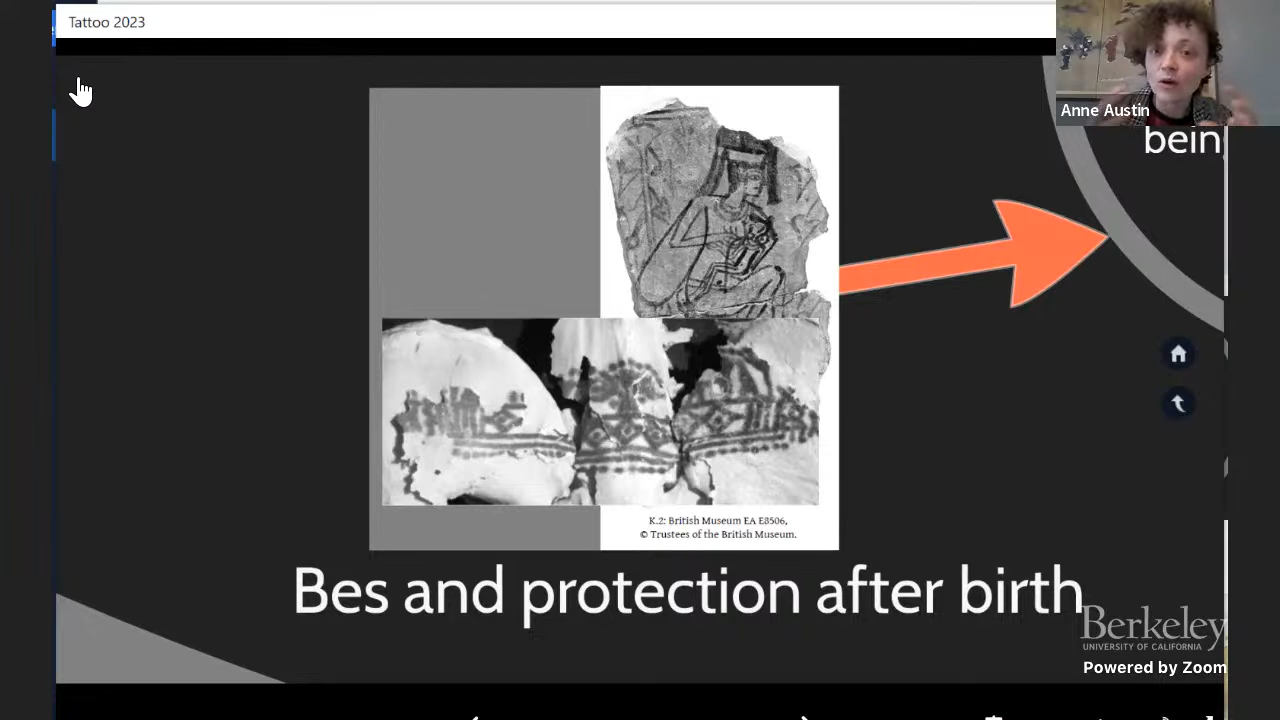 Tattoo 2023
Anne Austin
bein
K.2: British Museum EA E8506,
© Trustees of the British Museum.
Bes and protection after birth
Berkeley
UNIVERSITY OF CALIFORNIA
Powered by Zoom